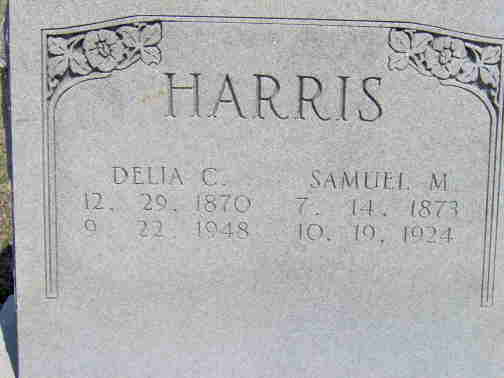 HARRIS
DELIA C. SAMUEL M.
12. 29. 1870 7. 14. 1873
9 22. 1948 10. 19. 1924